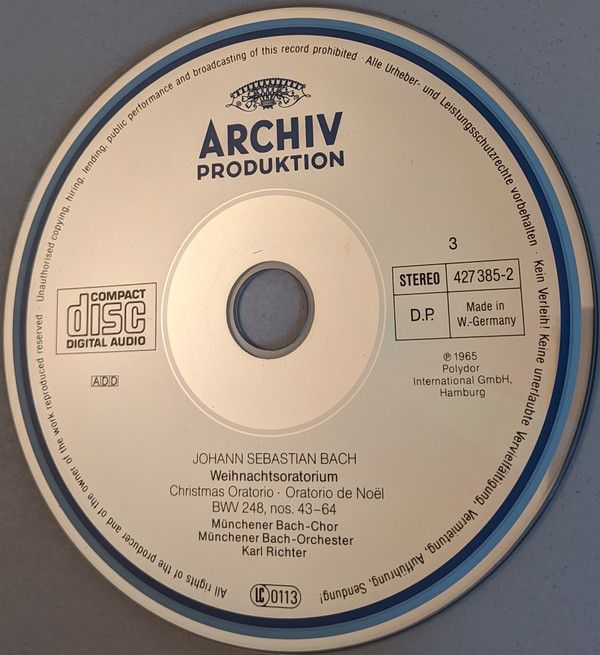 Unauthorised copying, hiring, lending, public performance and broadcasting of this record prohibited · Alle Urheber- und Leistungsschutzrechte vorbehalten · Kein Verleih! Keine unerlaubte Vervielfältigung, Vermietung, Aufführung, Sendung!
ARCHIV
PRODUKTION
3
STEREO 427 385-2
D.P. Made in
W.-Germany
COMPACT
disc
DIGITAL AUDIO
ADD
℗ 1965
Polydor
International GmbH,
Hamburg
JOHANN SEBASTIAN BACH
Weihnachtsoratorium
Christmas Oratorio · Oratorio de Noël
BWV 248, nos. 43–64
Münchener Bach-Chor
Münchener Bach-Orchester
Karl Richter
LC 0113
All rights of the producer and of the owner of the work reproduced reserved ·